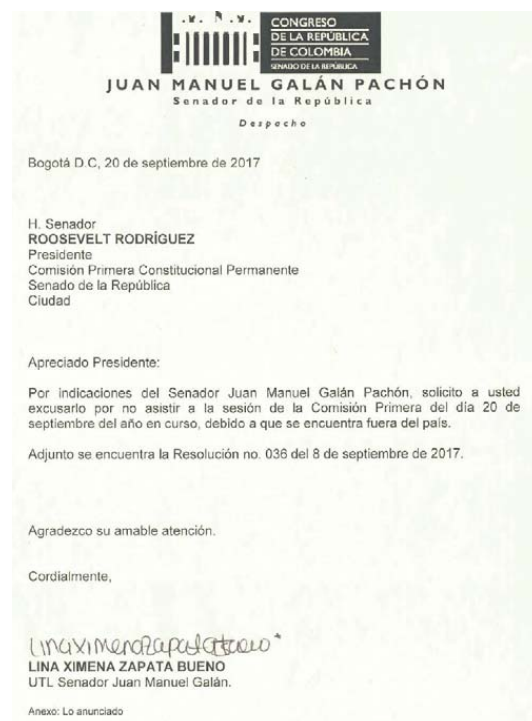 CONGRESO
DE LA REPÚBLICA
DE COLOMBIA
SENADO DE LA REPÚBLICA
JUAN MANUEL GALÁN PACHÓN
Senador de la República
Despacho
Bogotá D.C, 20 de septiembre de 2017
H. Senador
ROOSEVELT RODRÍGUEZ
Presidente
Comisión Primera Constitucional Permanente
Senado de la República
Ciudad
Apreciado Presidente:
Por indicaciones del Senador Juan Manuel Galán Pachón, solicito a usted
excusarlo por no asistir a la sesión de la Comisión Primera del día 20 de
septiembre del año en curso, debido a que se encuentra fuera del país.
Adjunto se encuentra la Resolución no. 036 del 8 de septiembre de 2017.
Agradezco su amable atención.
Cordialmente,
Lina Ximena Zapata
LINA XIMENA ZAPATA BUENO
UTL Senador Juan Manuel Galán.
Anexo: Lo anunciado